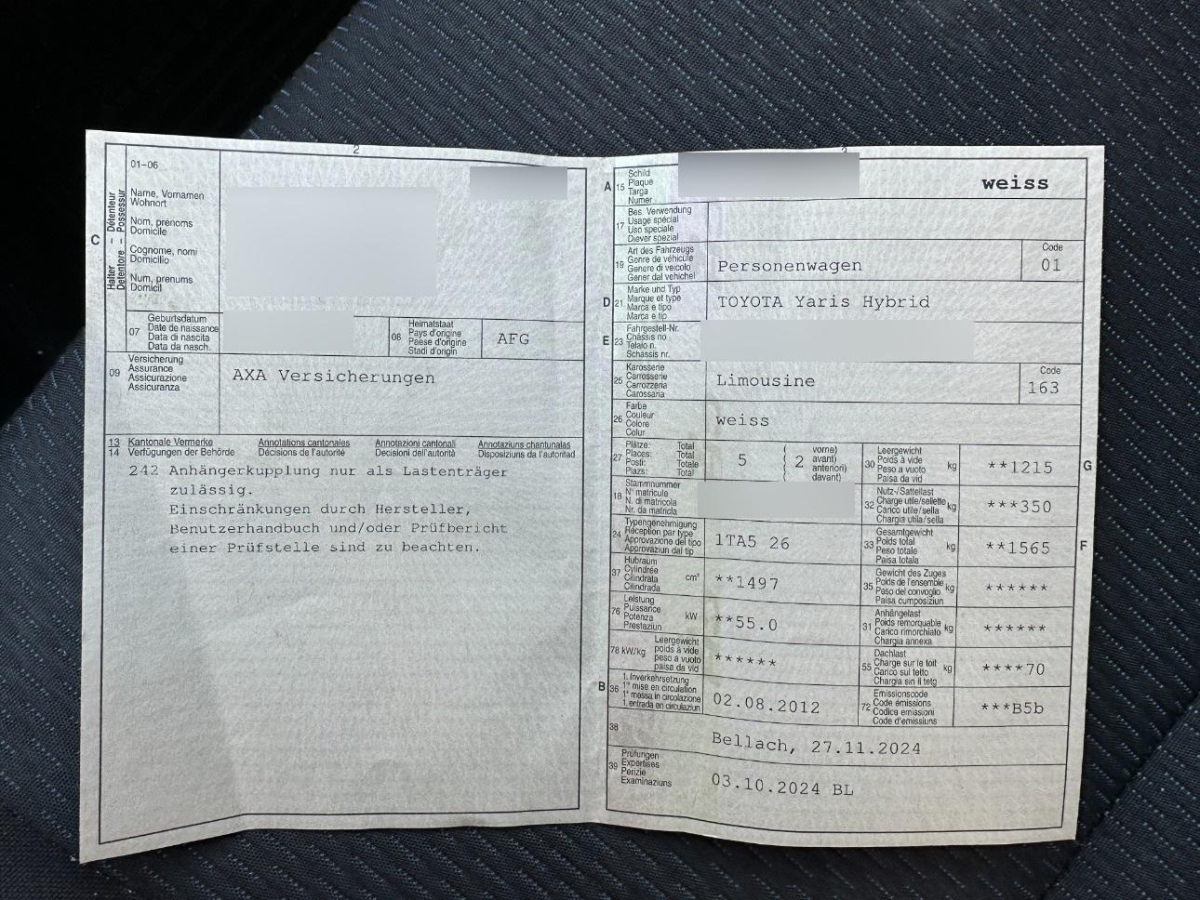 2
01-06
C
Halter – Détenteur
Detentore – Possessur
Name, Vornamen
Wohnort
Nom, prénoms
Domicile
Cognome, nomi
Domicilio
Num, prenums
Domicil
07
Geburtsdatum
Date de naissance
Data di nascita
Data da nasch.
08
Heimatstaat
Pays d'origine
Paese d'origine
Stadi d'origin
AFG
09
Versicherung
Assurance
Assicurazione
Assicuranza
AXA Versicherungen
13 Kantonale Vermerke Annotations cantonales Annotazioni cantonali Annotaziuns chantunalas
14 Verfügungen der Behörde Décisions de l'autorité Decisioni dell'autorità Disposiziuns da l'autoritad
242 Anhängerkupplung nur als Lastenträger
zulässig.
Einschränkungen durch Hersteller,
Benutzerhandbuch und/oder Prüfbericht
einer Prüfstelle sind zu beachten.
3
A 15
Schild
Plaque
Targa
Numer
weiss
17
Bes. Verwendung
Usage spécial
Uso speciale
Diever spezial
19
Art des Fahrzeugs
Genre de véhicule
Genere di veicolo
Gener dal vehichel
Personenwagen
Code
01
D 21
Marke und Typ
Marque et type
Marca e tipo
Marca e tip
TOYOTA Yaris Hybrid
E 23
Fahrgestell-Nr.
Châssis no
Telaio n.
Schassis nr.
25
Karosserie
Carrosserie
Carrozzeria
Carossaria
Limousine
Code
163
26
Farbe
Couleur
Colore
Colur
weiss
27
Plätze: Total
Places: Total
Posti: Totale
Plazs: Total
5
2
vorne)
avant)
anteriori)
davant)
30
Leergewicht
Poids à vide
Peso a vuoto
Paisa da vid
kg
**1215
G
18
Stammnummer
N° matricule
N. di matricola
Nr. da matricla
32
Nutz-/Sattellast
Charge utile/sellette
Carico utile/sella
Chargia utila/sella
kg
***350
24
Typengenehmigung
Réception par type
Approvazione del tipo
Approvaziun dal tip
1TA5 26
33
Gesamtgewicht
Poids total
Peso totale
Paisa totala
kg
**1565
F
37
Hubraum
Cylindrée
Cilindrata
Cilindrada
cm³
**1497
35
Gewicht des Zuges
Poids de l'ensemble
Peso del convoglio
Paisa cumposiziun
kg
******
76
Leistung
Puissance
Potenza
Prestaziun
kW
**55.0
31
Anhängelast
Poids remorquable
Carico rimorchiato
Chargia annexa
kg
******
78 kW/kg
Leergewicht
poids à vide
peso a vuoto
paisa da vid
******
55
Dachlast
Charge sur le toit
Carico sul tetto
Chargia sin il tetg
kg
****70
B 36
1. Inverkehrsetzung
1re mise en circulation
1a messa in circolazione
1. entrada en circulaziun
02.08.2012
72
Emissionscode
Code émissions
Codice emissioni
Code d'emissiuns
***B5b
38
Bellach, 27.11.2024
39
Prüfungen
Expertises
Perizie
Examinaziuns
03.10.2024 BL